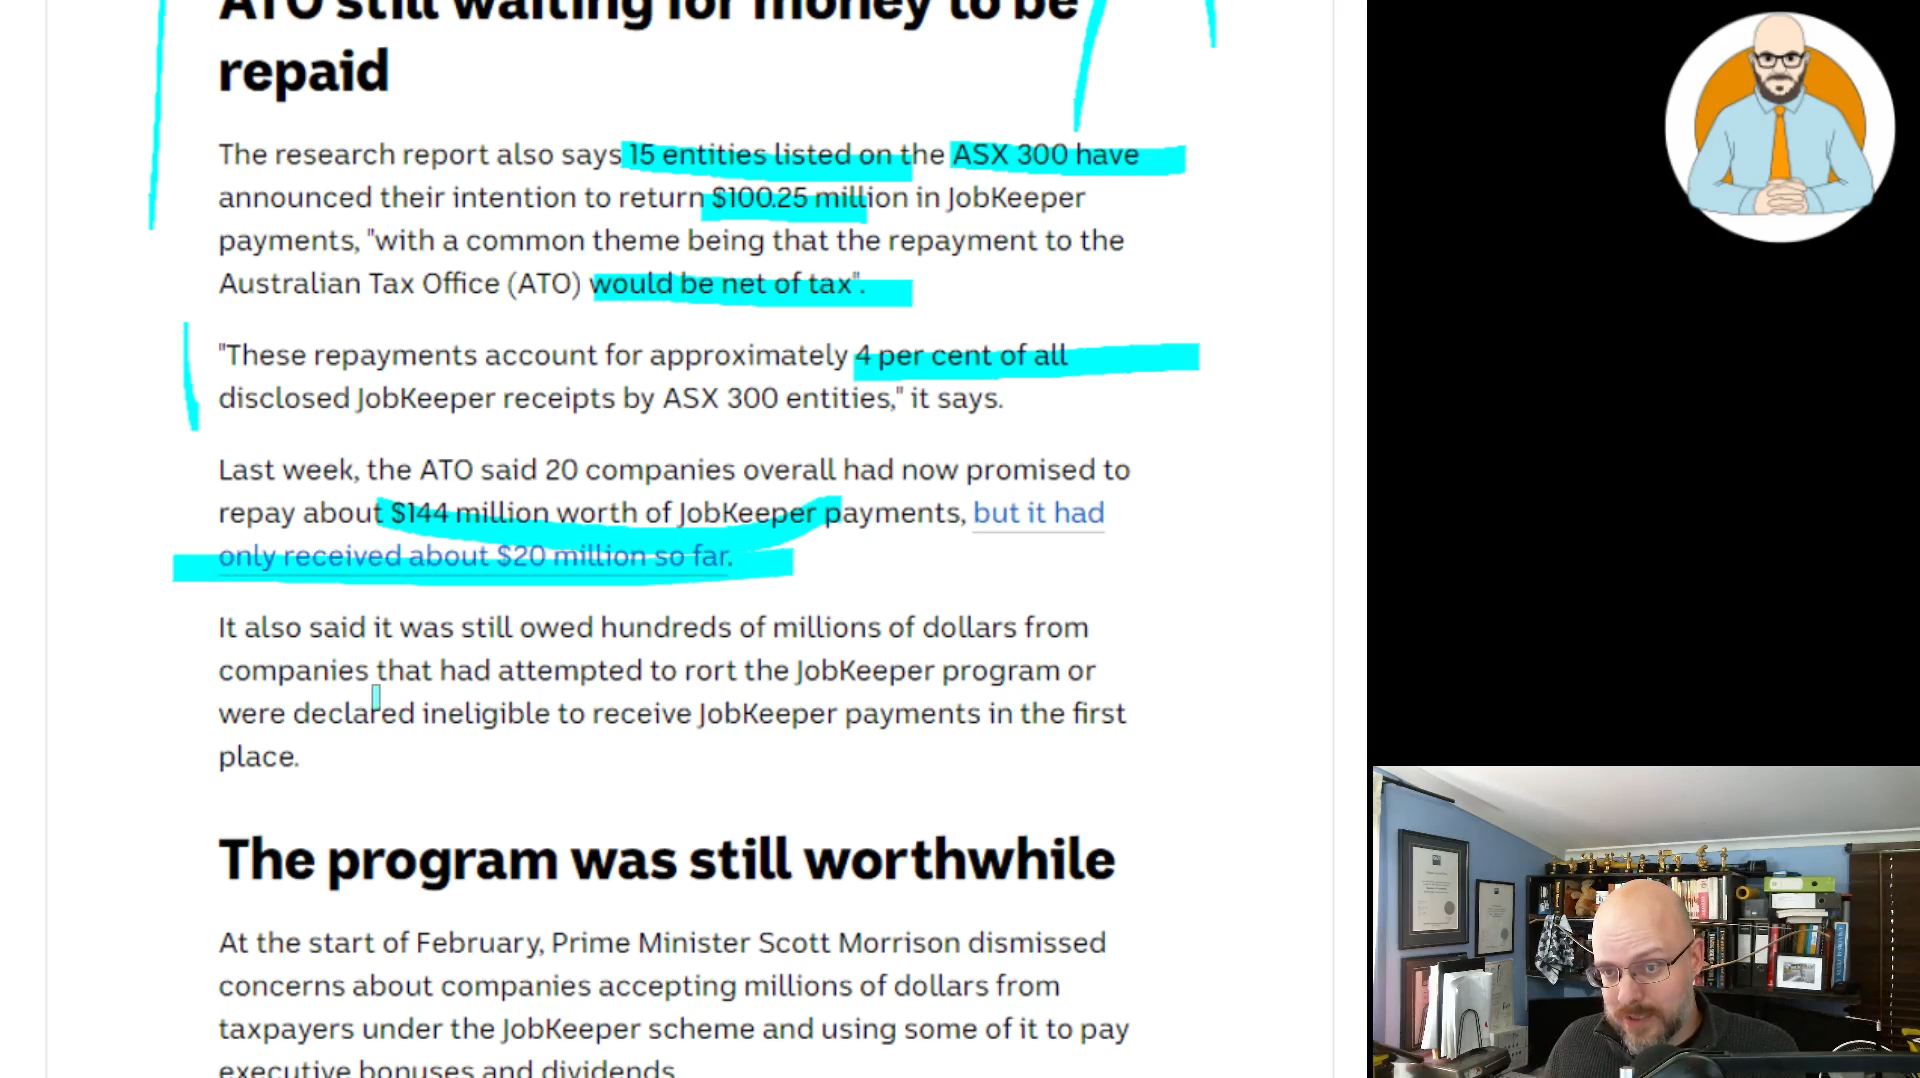 ATO still waiting for money to be
repaid
The research report also says 15 entities listed on the ASX 300 have
announced their intention to return $100.25 million in JobKeeper
payments, "with a common theme being that the repayment to the
Australian Tax Office (ATO) would be net of tax".
"These repayments account for approximately 4 per cent of all
disclosed JobKeeper receipts by ASX 300 entities," it says.
Last week, the ATO said 20 companies overall had now promised to
repay about $144 million worth of JobKeeper payments, but it had
only received about $20 million so far.
It also said it was still owed hundreds of millions of dollars from
companies that had attempted to rort the JobKeeper program or
were declared ineligible to receive JobKeeper payments in the first
place.
The program was still worthwhile
At the start of February, Prime Minister Scott Morrison dismissed
concerns about companies accepting millions of dollars from
taxpayers under the JobKeeper scheme and using some of it to pay
executive bonuses and dividends.